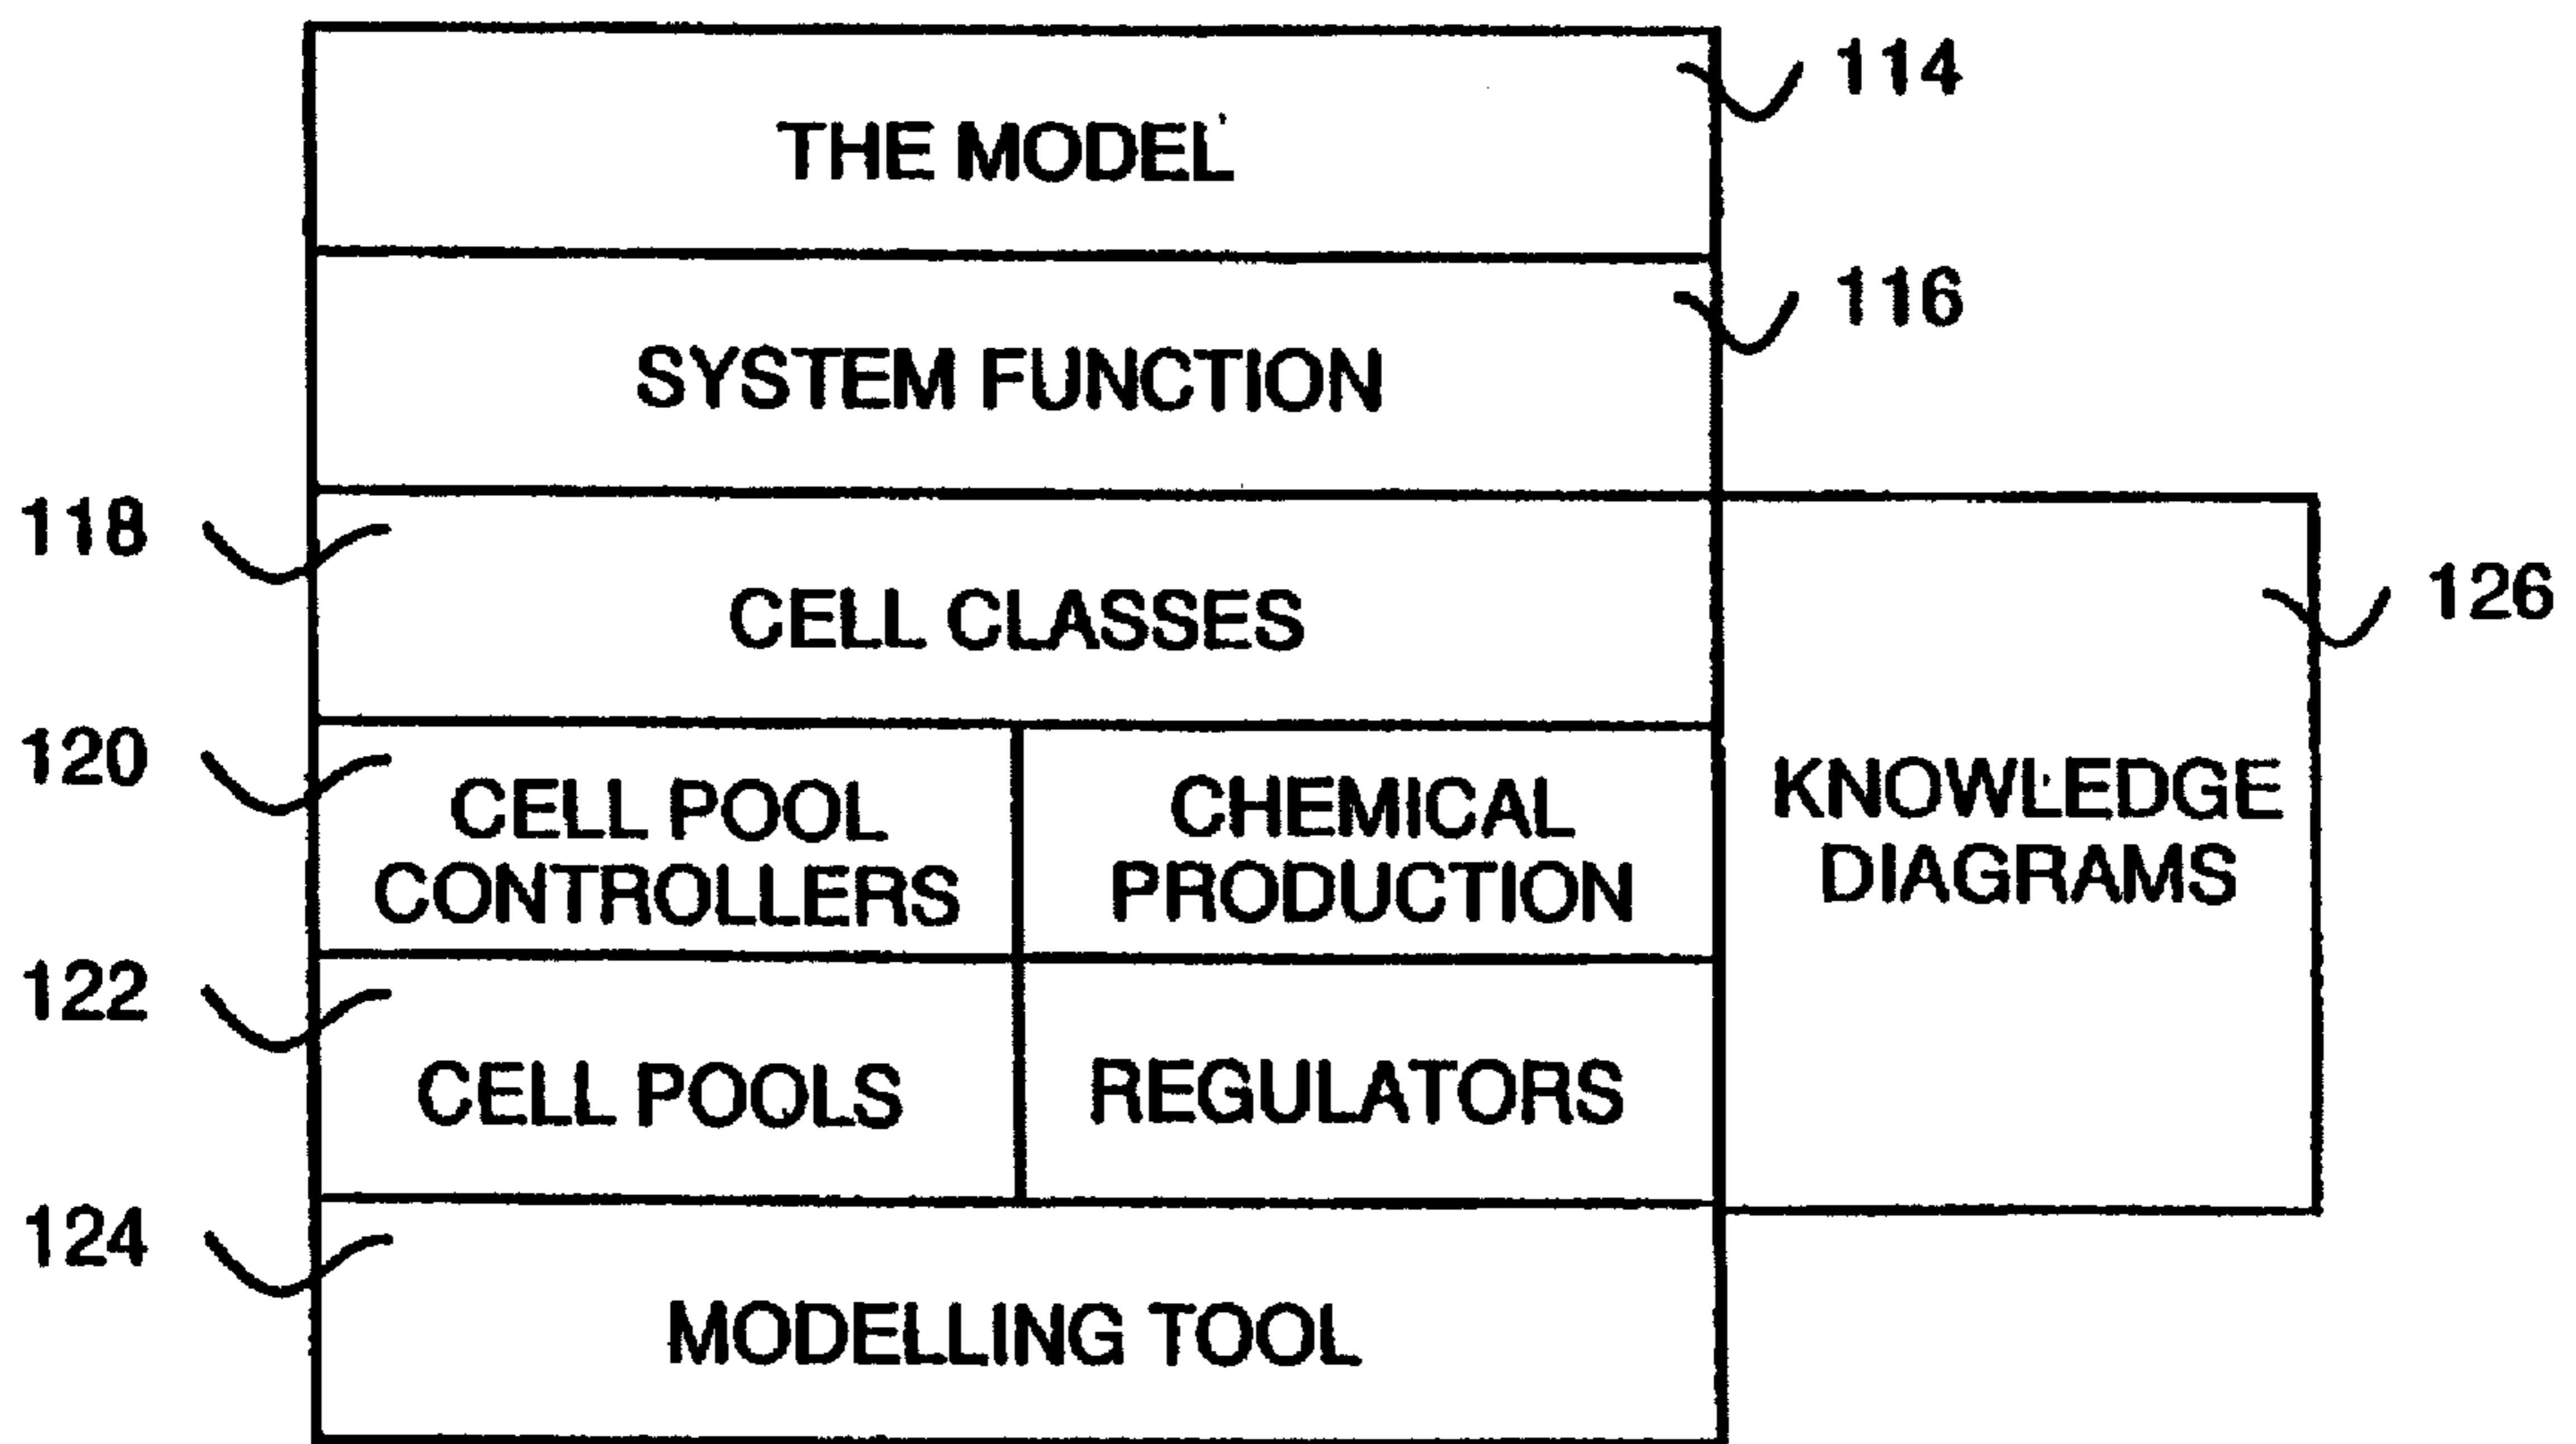 114
THE MODEL
116
SYSTEM FUNCTION
118
CELL CLASSES
126
120
CELL POOL
CONTROLLERS
CHEMICAL
PRODUCTION
KNOWLEDGE
DIAGRAMS
122
CELL POOLS
REGULATORS
124
MODELLING TOOL